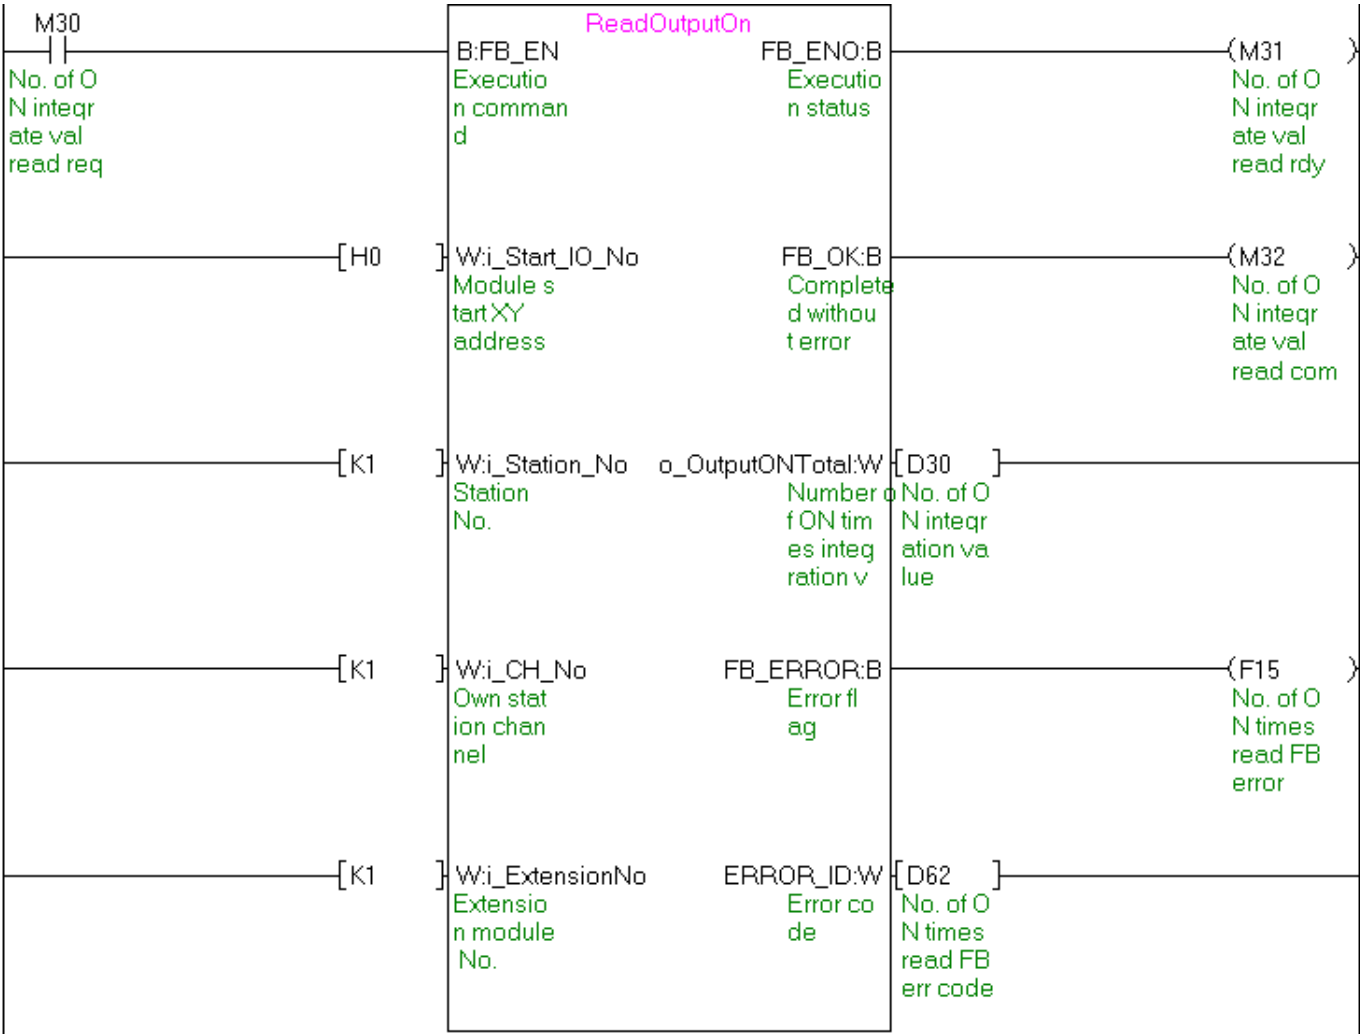 M30
ReadOutputOn
B:FB_EN
FB_ENO:B
(M31 )
No. of O
N inteqr
ate val
read req
Executio
n comman
d
Executio
n status
No. of O
N inteqr
ate val
read rdy
[H0 ]
W:i_Start_IO_No
FB_OK:B
(M32 )
Module s
tart XY
address
Complete
d withou
t error
No. of O
N inteqr
ate val
read com
[K1 ]
W:i_Station_No
o_OutputONTotal:W
[D30 ]
Station
No.
Number o
f ON tim
es integ
ration v
No. of O
N inteqr
ation va
lue
[K1 ]
W:i_CH_No
FB_ERROR:B
(F15 )
Own stat
ion chan
nel
Error fl
ag
No. of O
N times
read FB
error
[K1 ]
W:i_ExtensionNo
ERROR_ID:W
[D62 ]
Extensio
n module
No.
Error co
de
No. of O
N times
read FB
err code